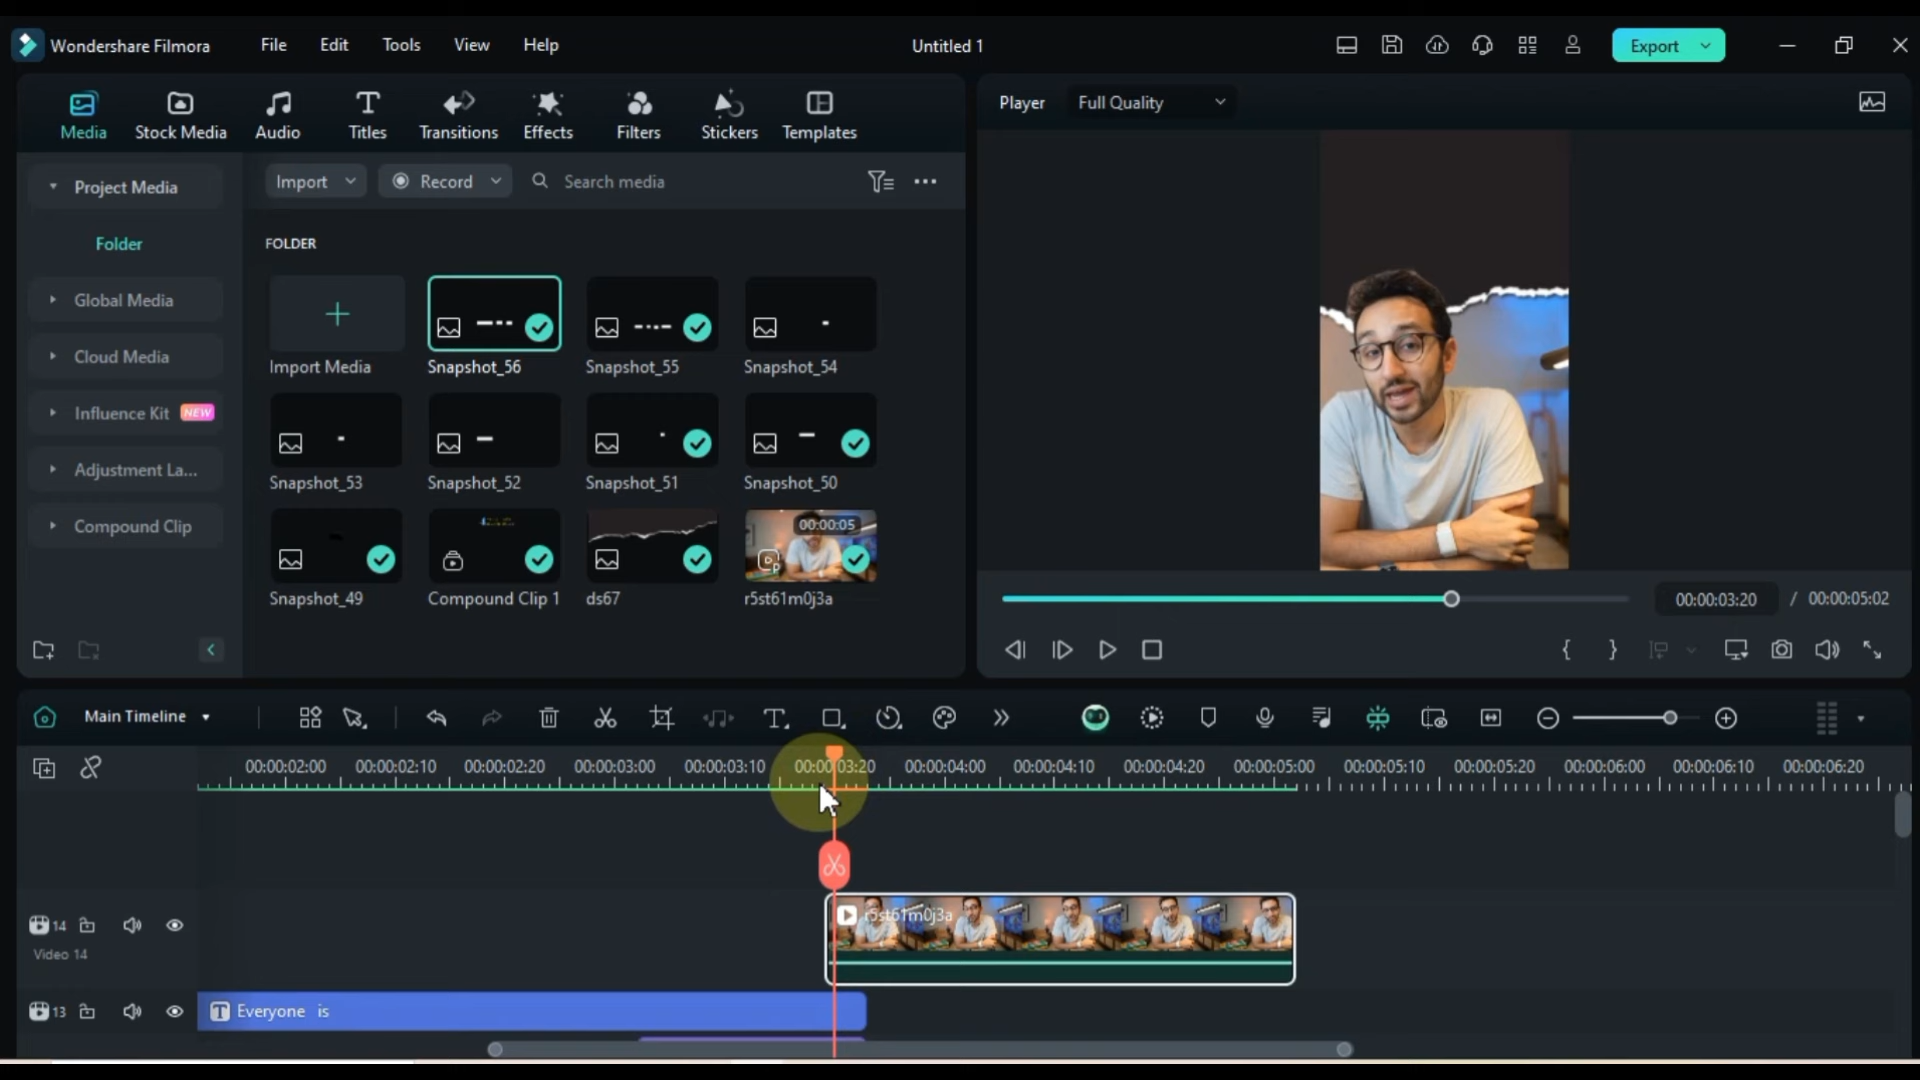 Wondershare Filmora File Edit Tools View Help Untitled 1 Export
Media Stock Media Audio Titles Transitions Effects Filters Stickers Templates
Player Full Quality
Project Media
Folder
Global Media
Cloud Media
Influence Kit NEW
Adjustment La...
Compound Clip
Import Record Search media
FOLDER
Import Media Snapshot_56 Snapshot_55 Snapshot_54
Snapshot_53 Snapshot_52 Snapshot_51 Snapshot_50
00:00:05
Snapshot_49 Compound Clip 1 ds67 r5st61m0j3a
00:00:03:20 / 00:00:05:02
Main Timeline
00:00:02:00 00:00:02:10 00:00:02:20 00:00:03:00 00:00:03:10 00:00:03:20 00:00:04:00 00:00:04:10 00:00:04:20 00:00:05:00 00:00:05:10 00:00:05:20 00:00:06:00 00:00:06:10 00:00:06:20
r5st61m0j3a
14
Video 14
13
Everyone is